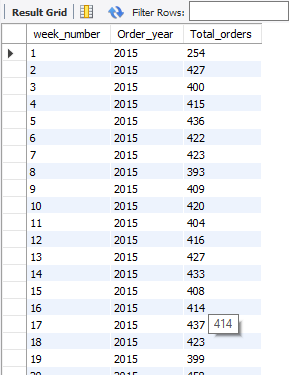 Result Grid Filter Rows:
week_number Order_year Total_orders
1 2015 254
2 2015 427
3 2015 400
4 2015 415
5 2015 436
6 2015 422
7 2015 423
8 2015 393
9 2015 409
10 2015 420
11 2015 404
12 2015 416
13 2015 427
14 2015 433
15 2015 408
16 2015 414
17 2015 437 414
18 2015 423
19 2015 399